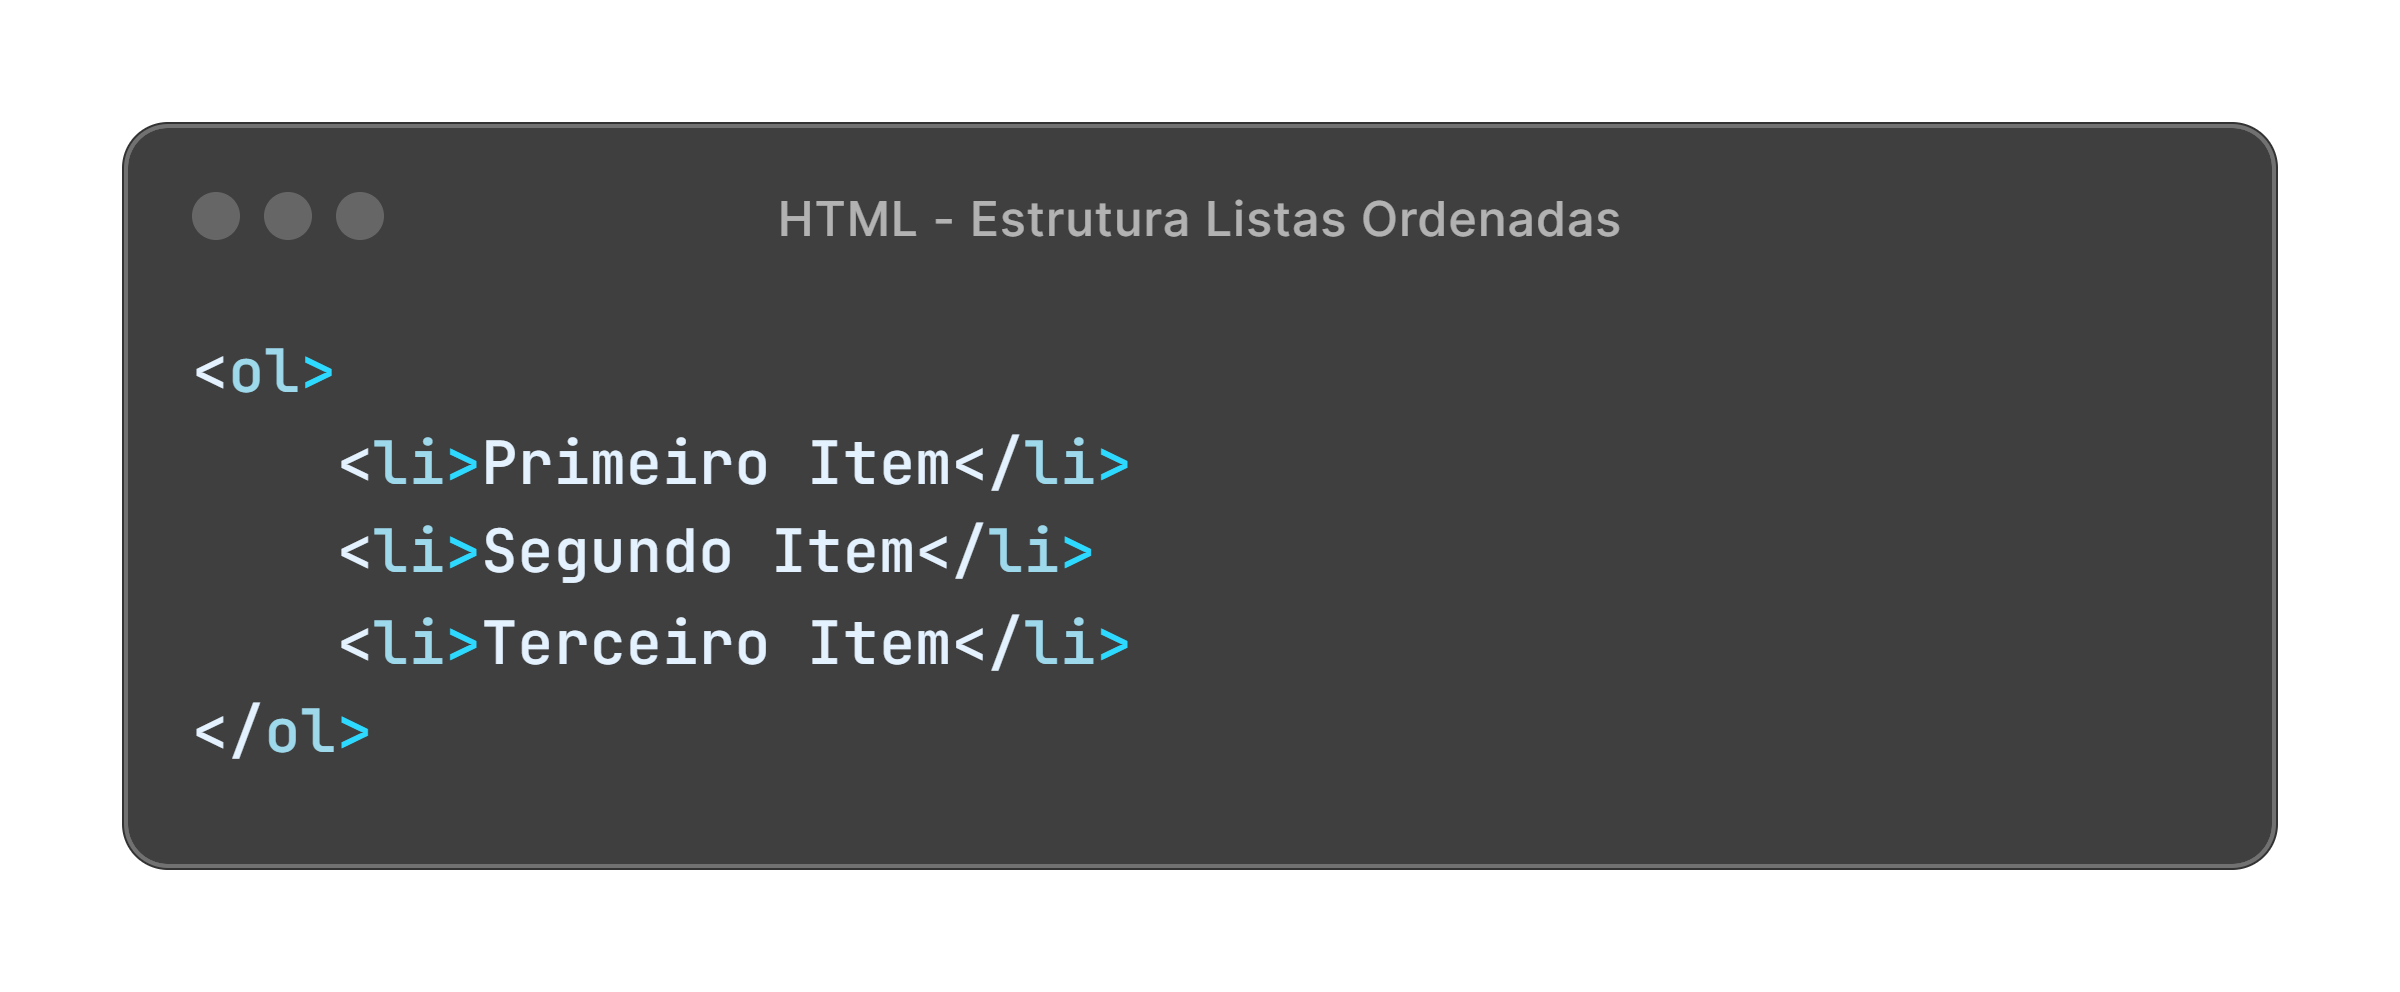 HTML - Estrutura Listas Ordenadas
<ol>
    <li>Primeiro Item</li>
    <li>Segundo Item</li>
    <li>Terceiro Item</li>
</ol>